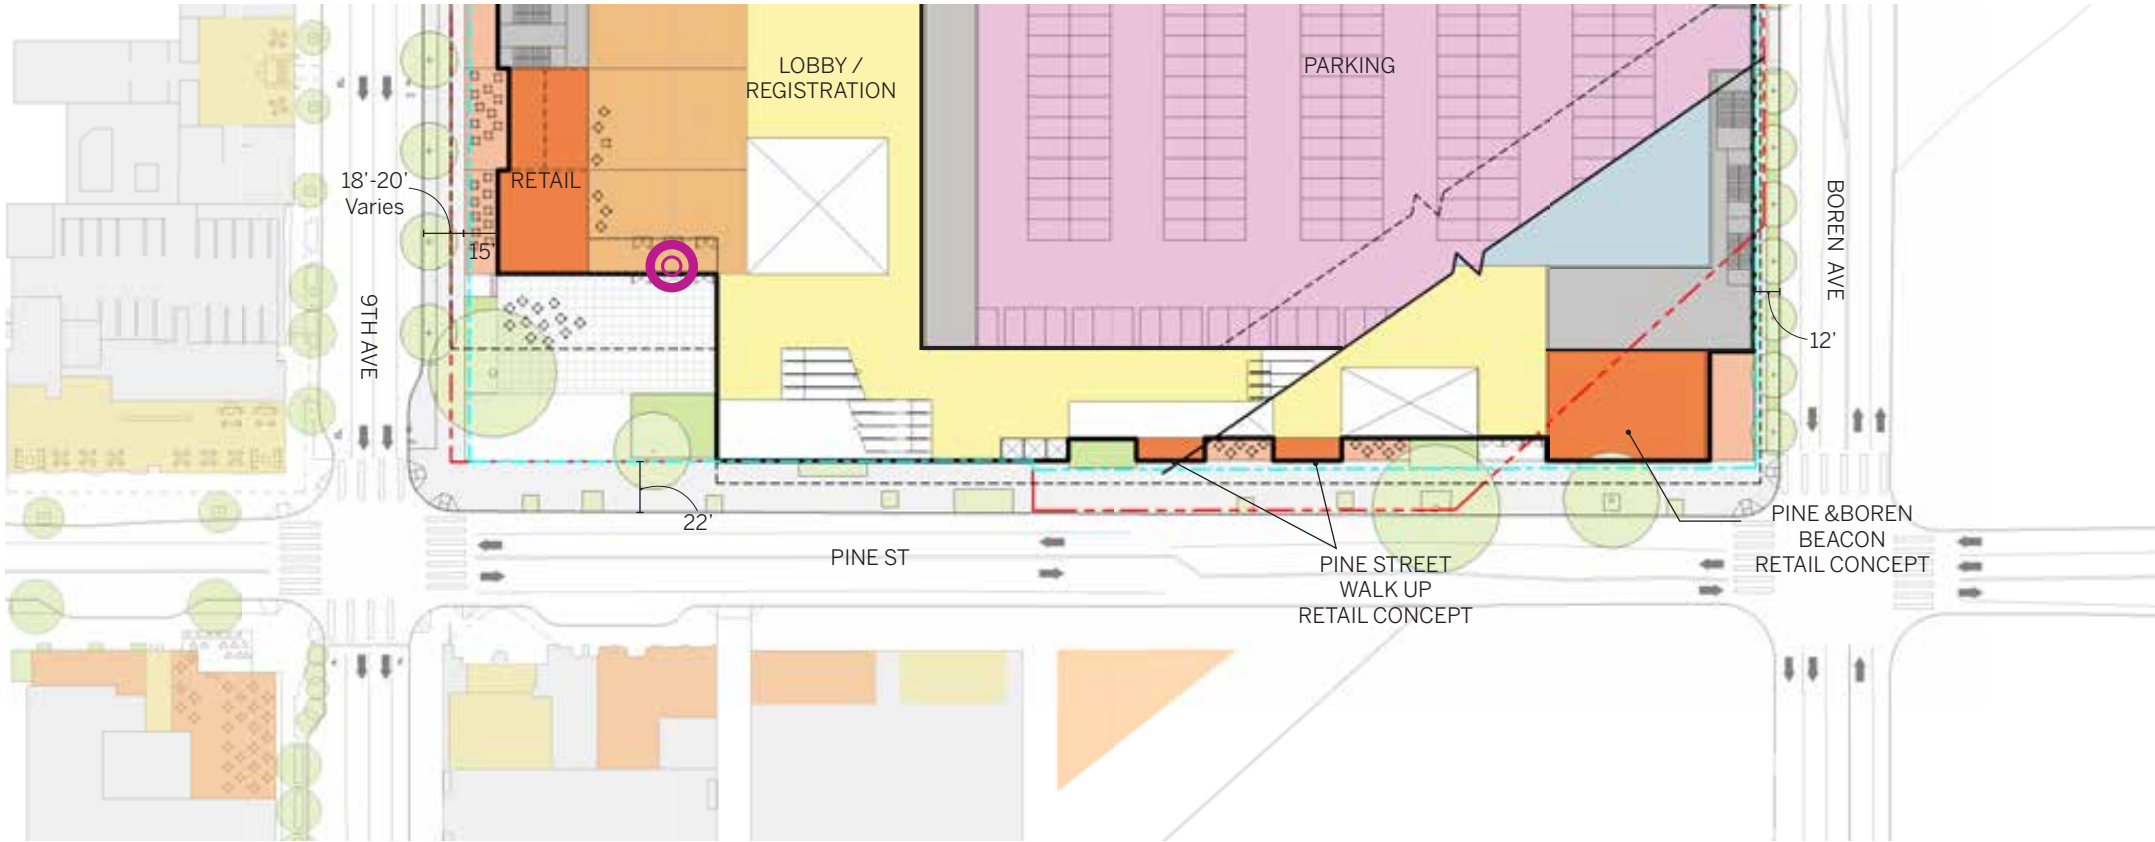 LOBBY /
REGISTRATION
PARKING
18'-20'
Varies
RETAIL
15'
9TH AVE
BOREN AVE
12'
22'
PINE ST
PINE STREET
WALK UP
RETAIL CONCEPT
PINE &BOREN
BEACON
RETAIL CONCEPT